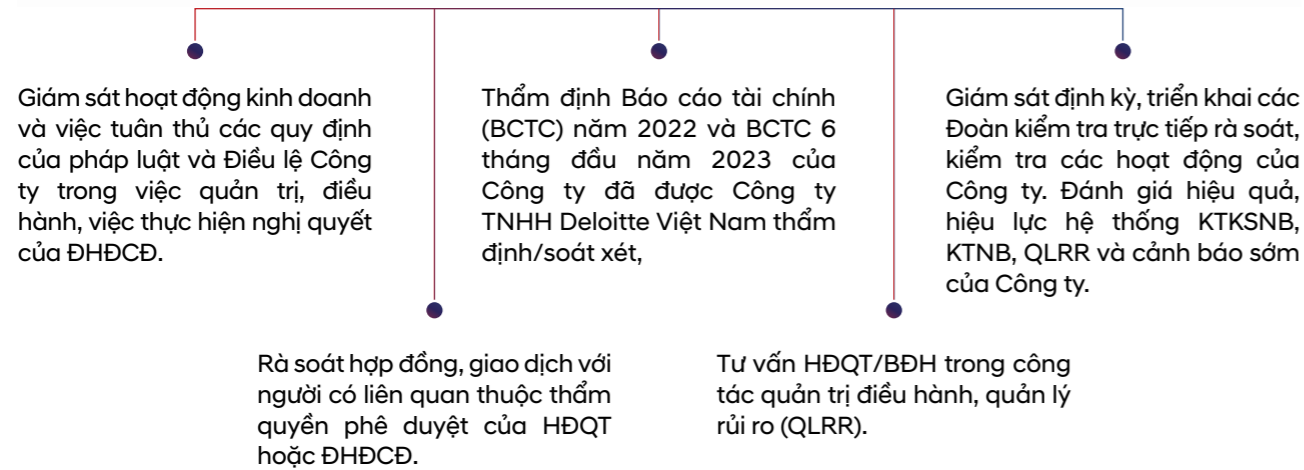 Giám sát hoạt động kinh doanh
và việc tuân thủ các quy định
của pháp luật và Điều lệ Công
ty trong việc quản trị, điều
hành, việc thực hiện nghị quyết
của ĐHĐCĐ.
Rà soát hợp đồng, giao dịch với
người có liên quan thuộc thẩm
quyền phê duyệt của HĐQT
hoặc ĐHĐCĐ.
Thẩm định Báo cáo tài chính
(BCTC) năm 2022 và BCTC 6
tháng đầu năm 2023 của
Công ty đã được Công ty
TNHH Deloitte Việt Nam thẩm
định/soát xét,
Tư vấn HĐQT/BĐH trong công
tác quản trị điều hành, quản lý
rủi ro (QLRR).
Giám sát định kỳ, triển khai các
Đoàn kiểm tra trực tiếp rà soát,
kiểm tra các hoạt động của
Công ty. Đánh giá hiệu quả,
hiệu lực hệ thống KTKSNB,
KTNB, QLRR và cảnh báo sớm
của Công ty.